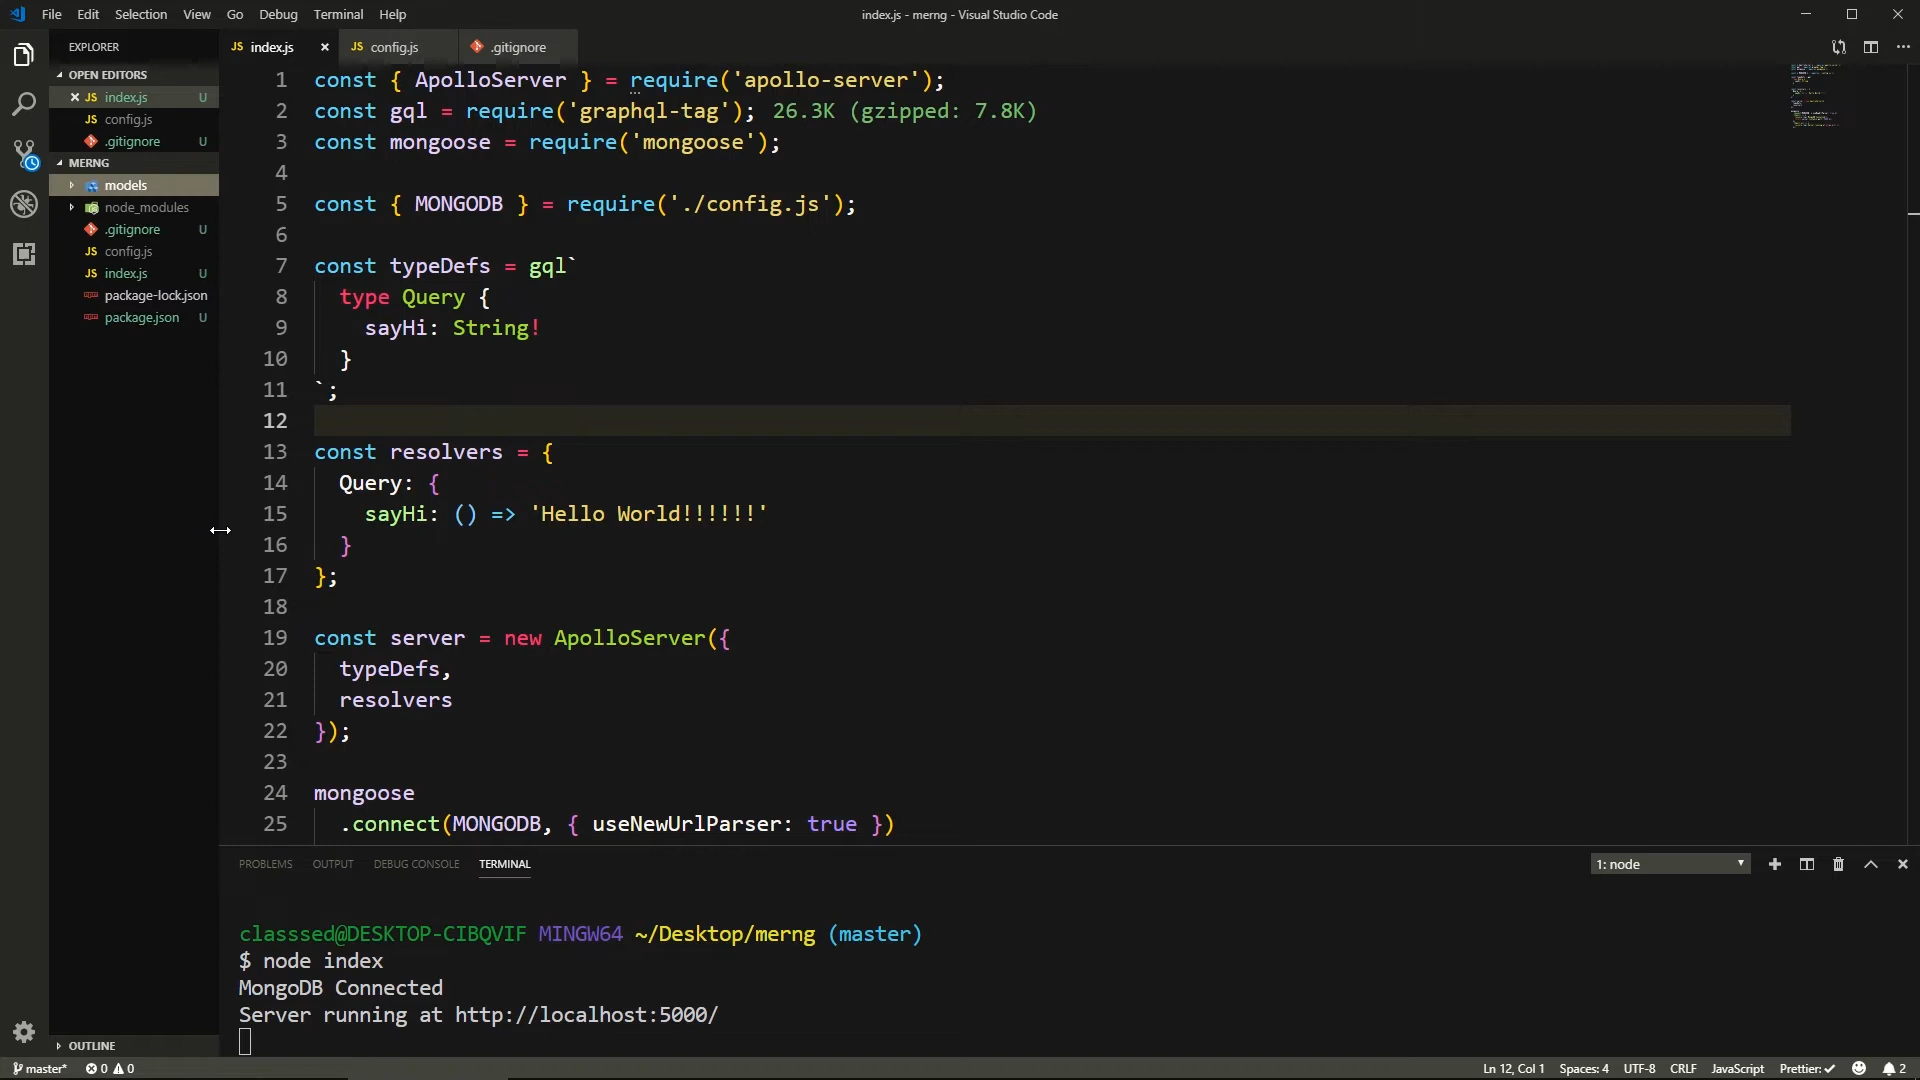 File Edit Selection View Go Debug Terminal Help
index.js - merng - Visual Studio Code
EXPLORER
OPEN EDITORS
JS index.js U
JS config.js
.gitignore U
MERNG
models
node_modules
.gitignore U
JS config.js
JS index.js U
package-lock.json
package.json U
OUTLINE
JS index.js JS config.js .gitignore
1 const { ApolloServer } = require('apollo-server');
2 const gql = require('graphql-tag'); 26.3K (gzipped: 7.8K)
3 const mongoose = require('mongoose');
4
5 const { MONGODB } = require('./config.js');
6
7 const typeDefs = gql`
8 type Query {
9 sayHi: String!
10 }
11 `;
12
13 const resolvers = {
14 Query: {
15 sayHi: () => 'Hello World!!!!!!'
16 }
17 };
18
19 const server = new ApolloServer({
20 typeDefs,
21 resolvers
22 });
23
24 mongoose
25 .connect(MONGODB, { useNewUrlParser: true })
PROBLEMS OUTPUT DEBUG CONSOLE TERMINAL 1: node
classsed@DESKTOP-CIBQVIF MINGW64 ~/Desktop/merng (master)
$ node index
MongoDB Connected
Server running at http://localhost:5000/
master* 0 0 Ln 12, Col 1 Spaces: 4 UTF-8 CRLF JavaScript Prettier: ✓ 2